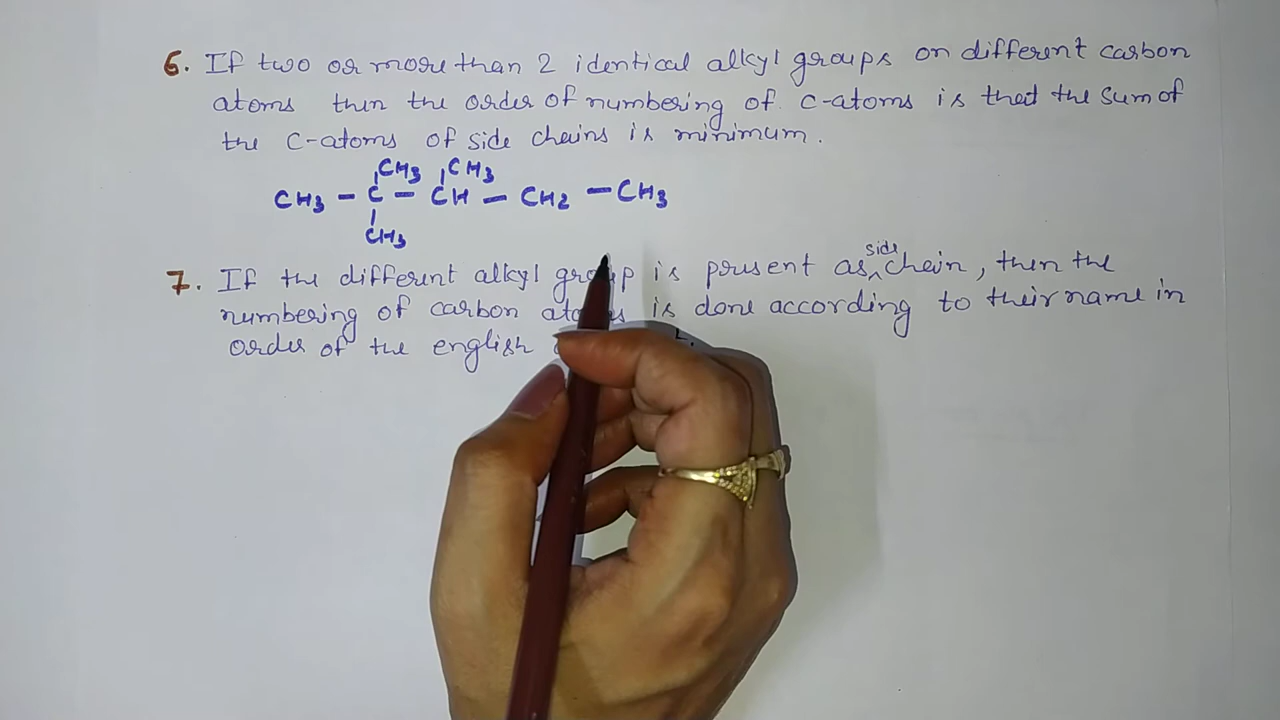 6. If two or more than 2 identical alkyl groups on different carbon
atoms then the order of numbering of C-atoms is that the sum of
the C-atoms of side chains is minimum.
CH3 CH3
CH3 - C - CH - CH2 - CH3
CH3
side
7. If the different alkyl group is present as ^ chain, then the
numbering of carbon atoms is done according to their name in
order of the english